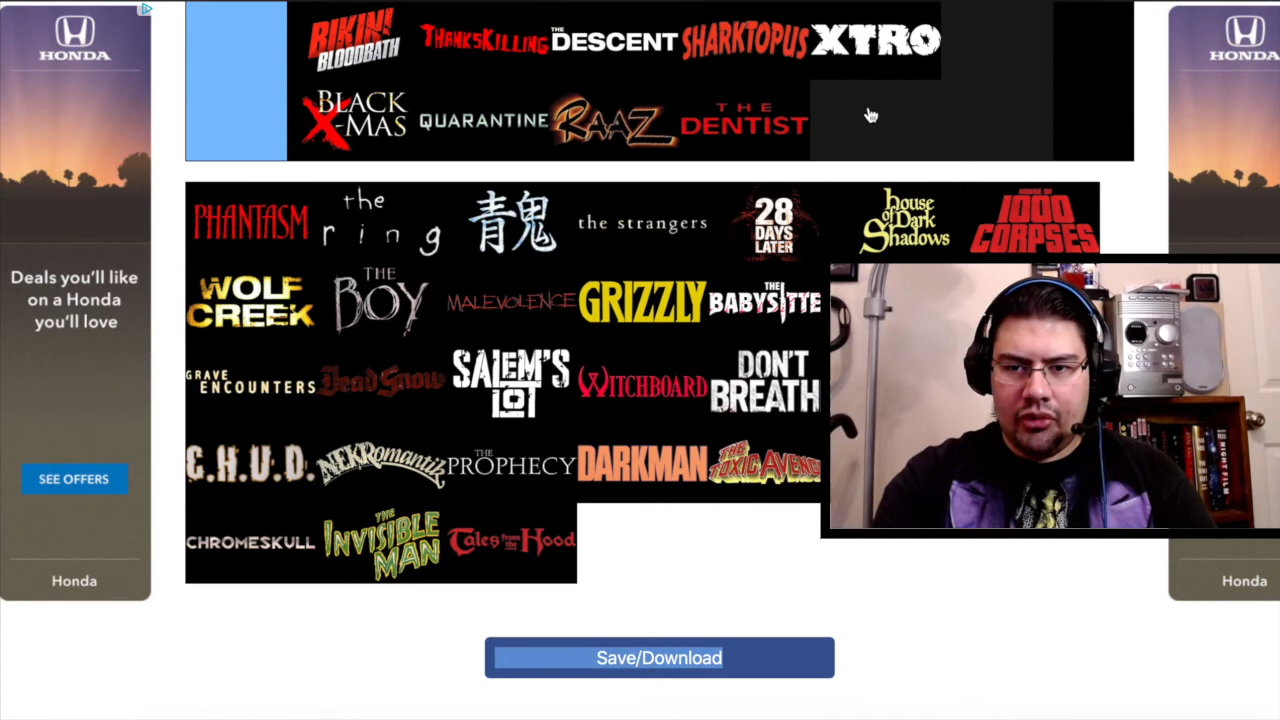 HONDA
Deals you'll like
on a Honda
you'll love
SEE OFFERS
Honda
BIKINI
BLOODBATH
THANKSKILLING
THE
DESCENT
SHARKTOPUS
XTRO
BLACK
X-MAS
QUARANTINE
RAAZ
THE
DENTIST
PHANTASM
the
ring
青鬼
the strangers
28
DAYS
LATER
House
of Dark
Shadows
HOUSE OF
1000
CORPSES
WOLF
CREEK
THE
BOY
MALEVOLENCE
GRIZZLY
THE
BABYSITTE
GRAVE
ENCOUNTERS
Dead Snow
SALEM'S
LOT
WITCHBOARD
DON'T
BREATH
C.H.U.D.
NEKRomantik
THE
PROPHECY
DARKMAN
THE
TOXIC AVENG
CHROMESKULL
THE
INVISIBLE
MAN
Tales from the Hood
NIGHT FILM
Save/Download
HONDA
Honda